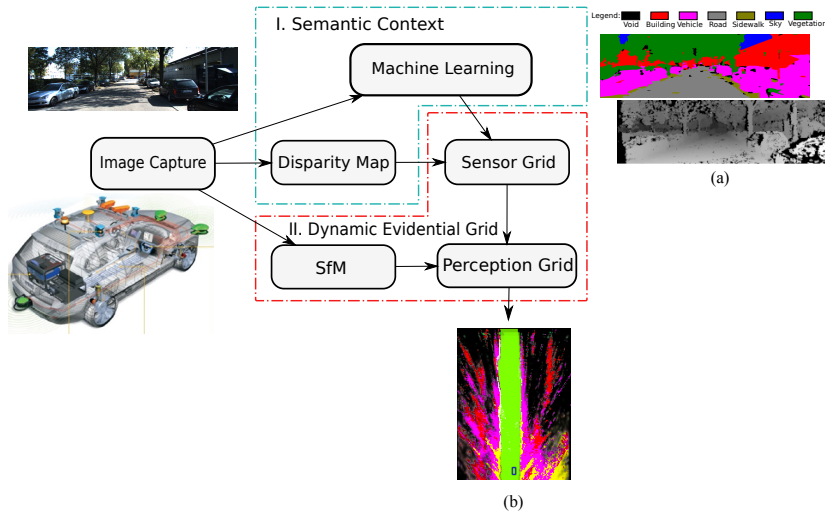 I. Semantic Context
Machine Learning
Image Capture
Disparity Map
Sensor Grid
II. Dynamic Evidential Grid
SfM
Perception Grid
Legend:
Void
Building
Vehicle
Road
Sidewalk
Sky
Vegetation
(a)
(b)